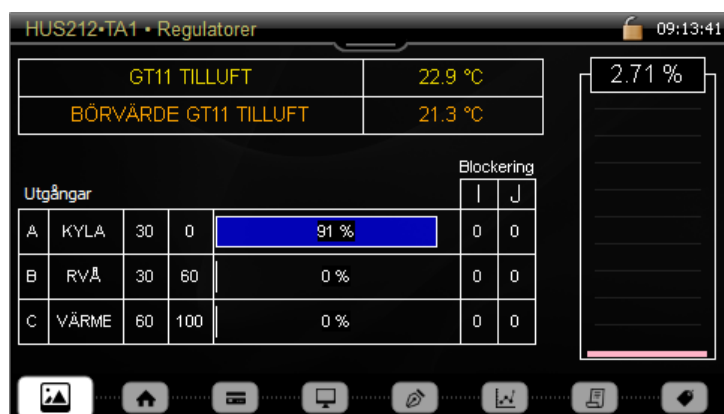 HUS212•TA1 • Regulatorer 09:13:41
GT11 TILLUFT 22.9 °C 2.71 %
BÖRVÄRDE GT11 TILLUFT 21.3 °C
Blockering
Utgångar I J
A KYLA 30 0 91 % 0 0
B RVÅ 30 60 0 % 0 0
C VÄRME 60 100 0 % 0 0